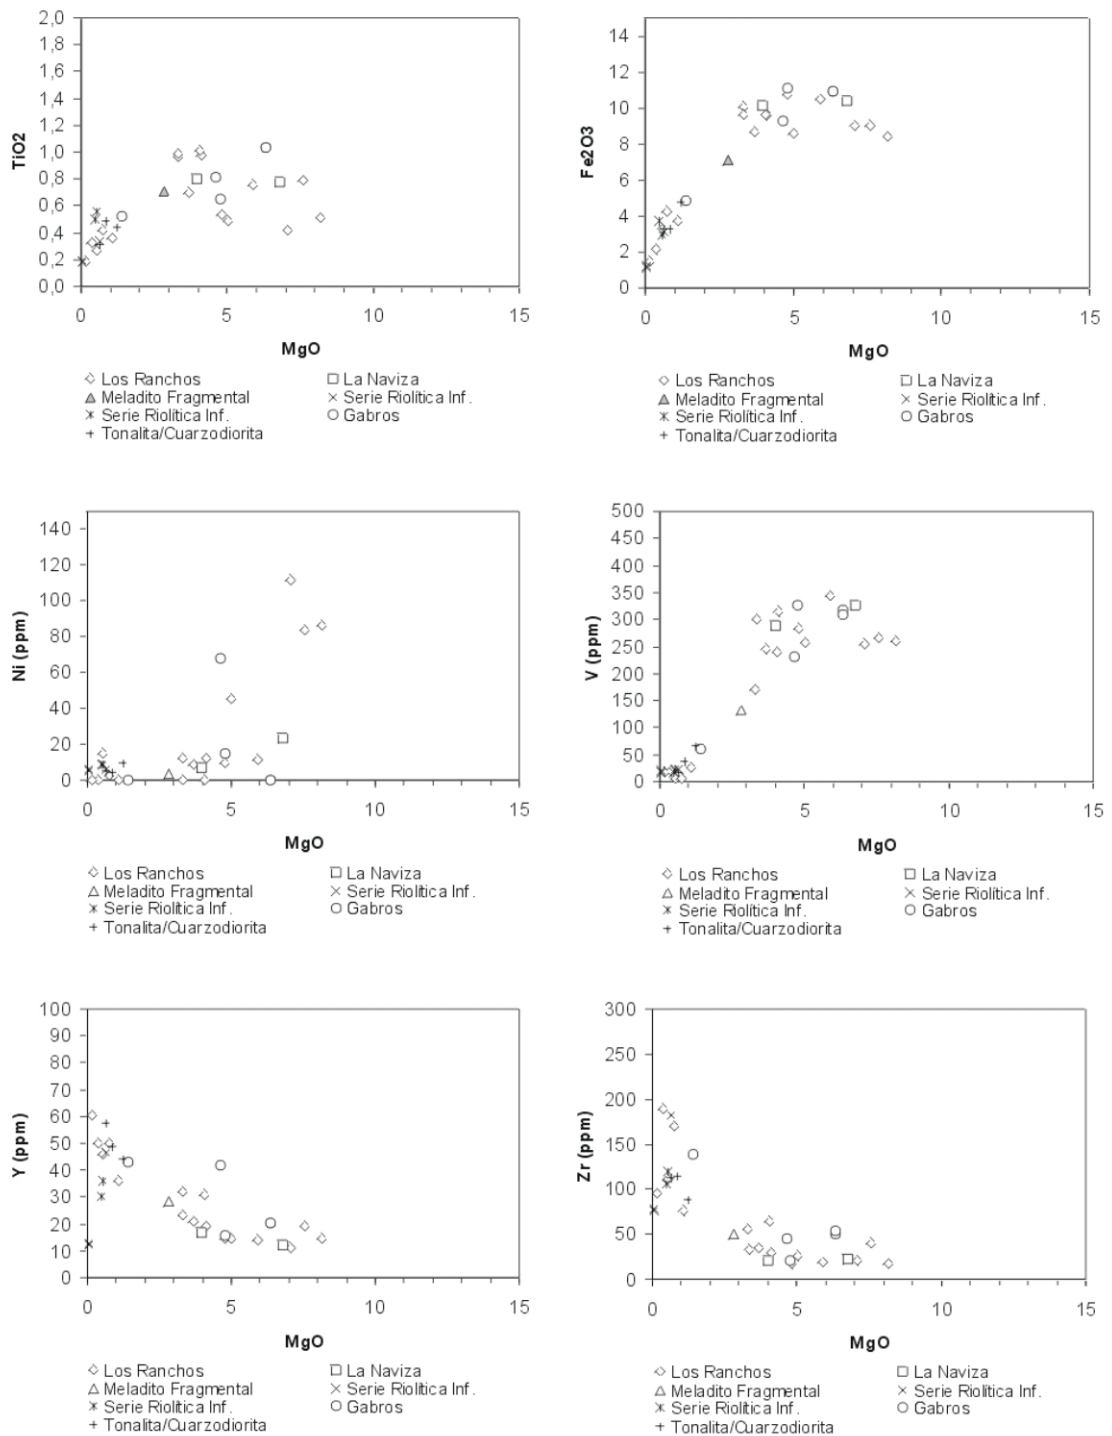 TiO2
2,0
1,8
1,6
1,4
1,2
1,0
0,8
0,6
0,4
0,2
0,0
0 5 10 15
MgO
Los Ranchos La Naviza
Meladito Fragmental Serie Riolítica Inf.
Serie Riolítica Inf. Gabros
Tonalita/Cuarzodiorita
Fe2O3
14
12
10
8
6
4
2
0
0 5 10 15
MgO
Los Ranchos La Naviza
Meladito Fragmental Serie Riolítica Inf.
Serie Riolítica Inf. Gabros
Tonalita/Cuarzodiorita
Ni (ppm)
140
120
100
80
60
40
20
0
0 5 10 15
MgO
Los Ranchos La Naviza
Meladito Fragmental Serie Riolítica Inf.
Serie Riolítica Inf. Gabros
Tonalita/Cuarzodiorita
V (ppm)
500
450
400
350
300
250
200
150
100
50
0
0 5 10 15
MgO
Los Ranchos La Naviza
Meladito Fragmental Serie Riolítica Inf.
Serie Riolítica Inf. Gabros
Tonalita/Cuarzodiorita
Y (ppm)
100
90
80
70
60
50
40
30
20
10
0
0 5 10 15
MgO
Los Ranchos La Naviza
Meladito Fragmental Serie Riolítica Inf.
Serie Riolítica Inf. Gabros
Tonalita/Cuarzodiorita
Zr (ppm)
300
250
200
150
100
50
0
0 5 10 15
MgO
Los Ranchos La Naviza
Meladito Fragmental Serie Riolítica Inf.
Serie Riolítica Inf. Gabros
Tonalita/Cuarzodiorita